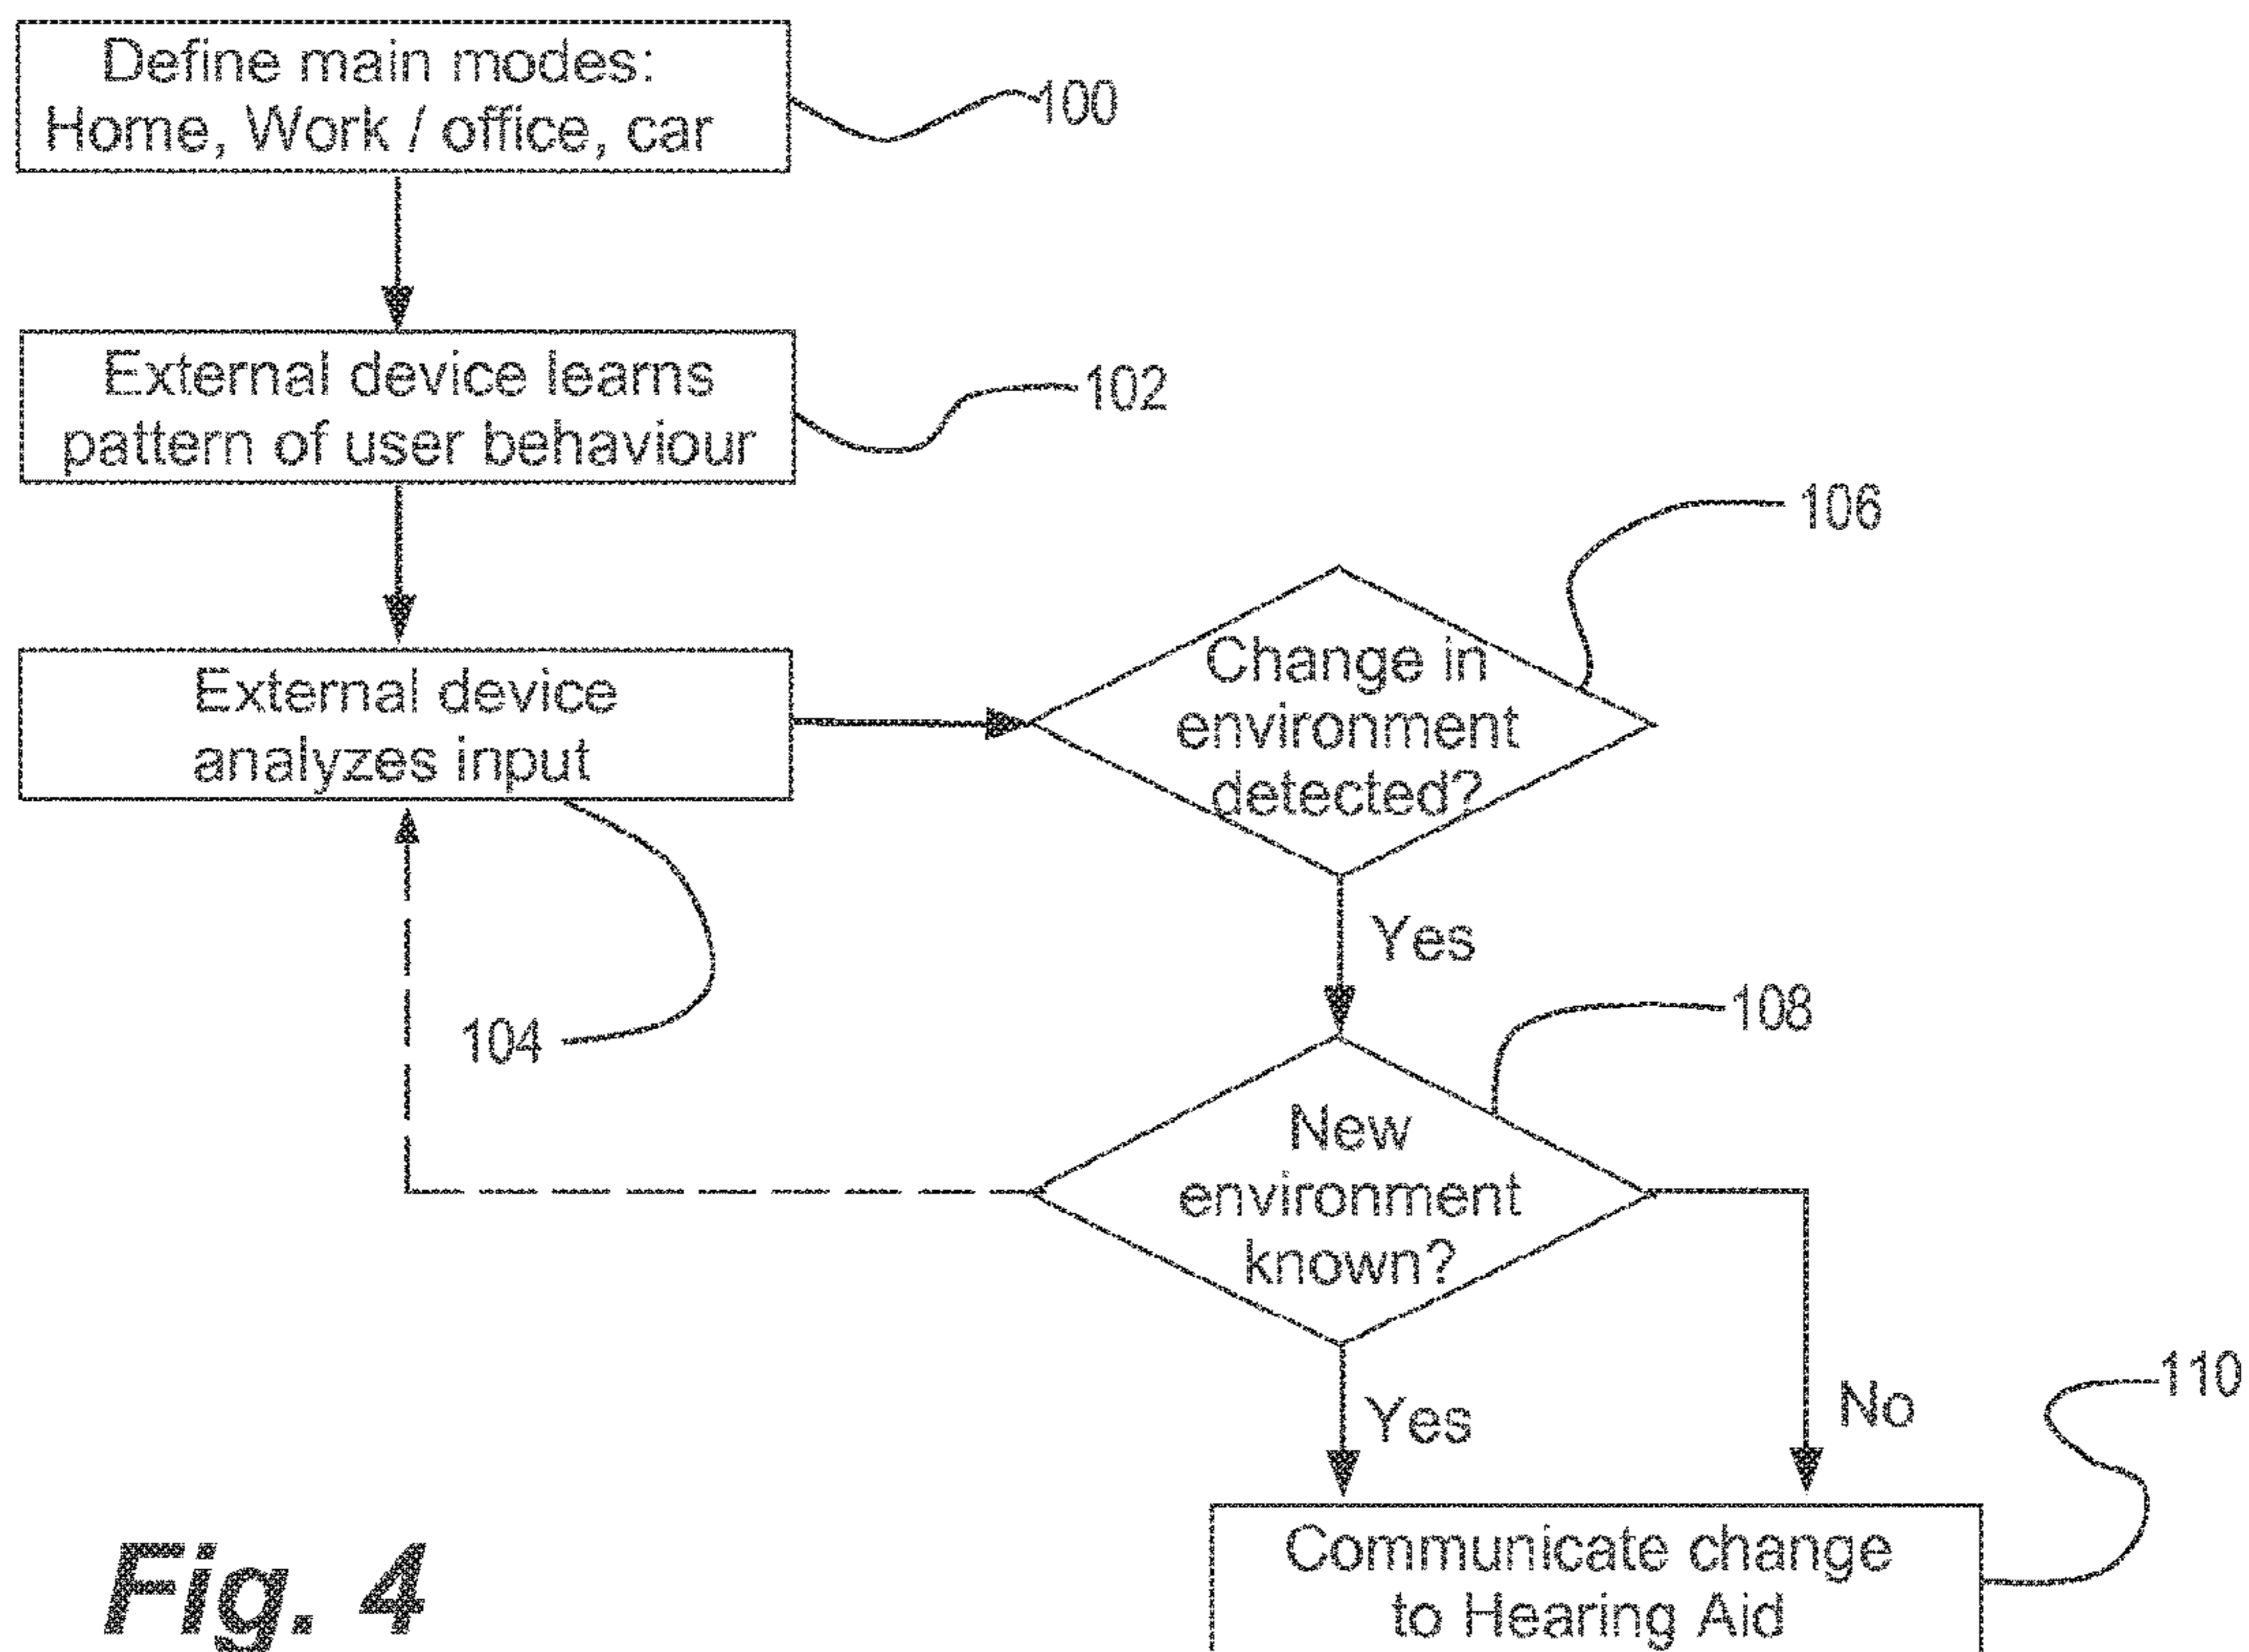 Define main modes:
Home, Work / office, car
100
External device learns
pattern of user behaviour
102
106
External device
analyzes input
Change in
environment
detected?
Yes
104
108
New
environment
known?
Yes
No
110
Communicate change
to Hearing Aid
Fig. 4